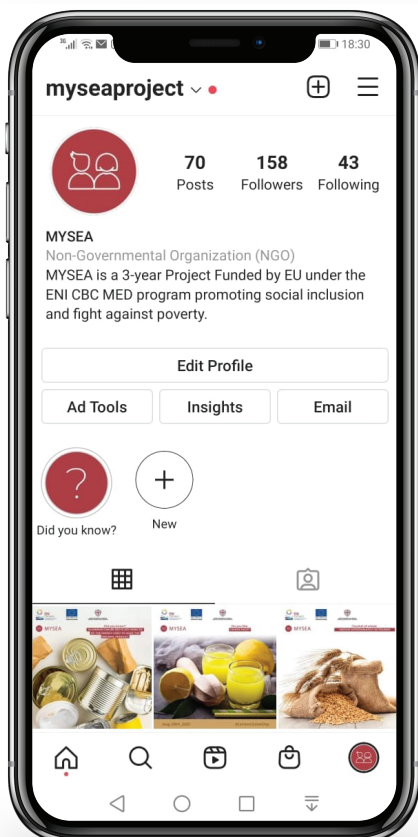 18:30
myseaproject
70 158 43
Posts Followers Following
MYSEA
Non-Governmental Organization (NGO)
MYSEA is a 3-year Project Funded by EU under the
ENI CBC MED program promoting social inclusion
and fight against poverty.
Edit Profile
Ad Tools Insights Email
Did you know? New
MYSEA MYSEA MYSEA